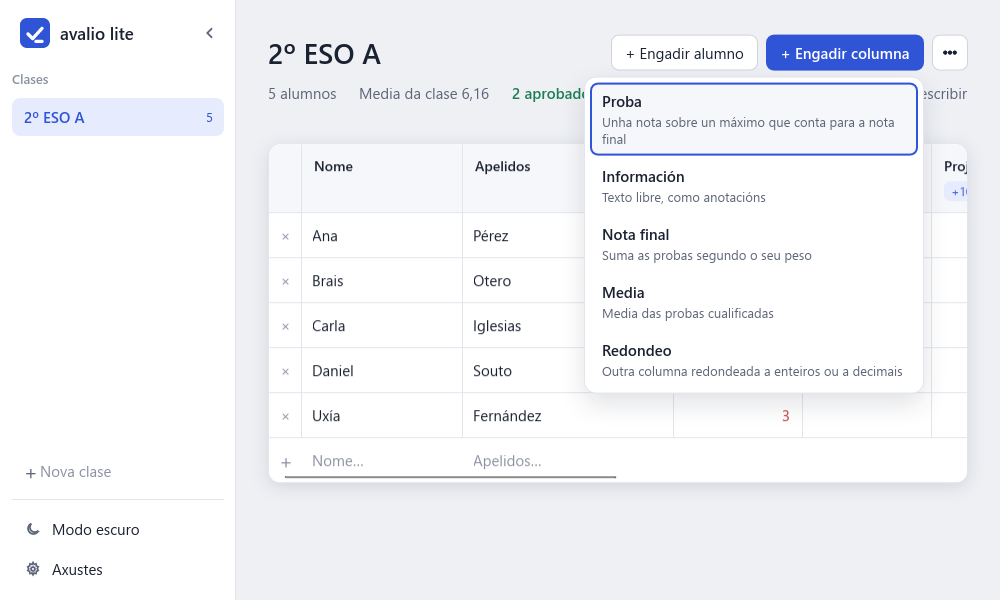 avalio lite
Clases
2º ESO A 5
+ Nova clase
Modo escuro
Axustes
2º ESO A
+ Engadir alumno
+ Engadir columna
•••
5 alumnos Media da clase 6,16 2 aprobado
escribir
Proba
Unha nota sobre un máximo que conta para a nota
final
Información
Texto libre, como anotacións
Nota final
Suma as probas segundo o seu peso
Media
Media das probas cualificadas
Redondeo
Outra columna redondeada a enteiros ou a decimais
Nome Apelidos Proj
× Ana Pérez
× Brais Otero
× Carla Iglesias
× Daniel Souto
× Uxía Fernández 3
+ Nome... Apelidos...